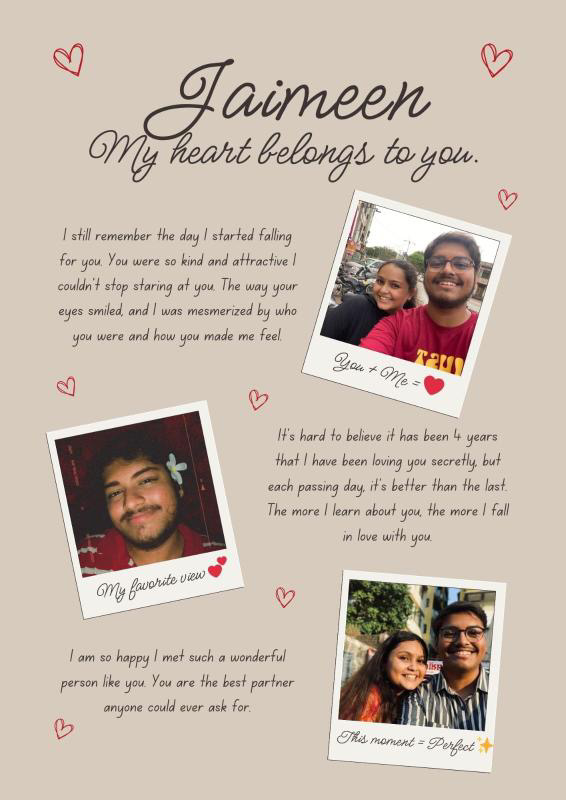 Jaimeen
My heart belongs to you.
I still remember the day I started falling
for you. You were so kind and attractive I
couldn't stop staring at you. The way your
eyes smiled, and I was mesmerized by who
you were and how you made me feel.
You + Me = ❤️
It's hard to believe it has been 4 years
that I have been loving you secretly, but
each passing day, it's better than the last.
The more I learn about you, the more I fall
in love with you.
My favorite view 💕
I am so happy I met such a wonderful
person like you. You are the best partner
anyone could ever ask for.
This moment = Perfect ✨